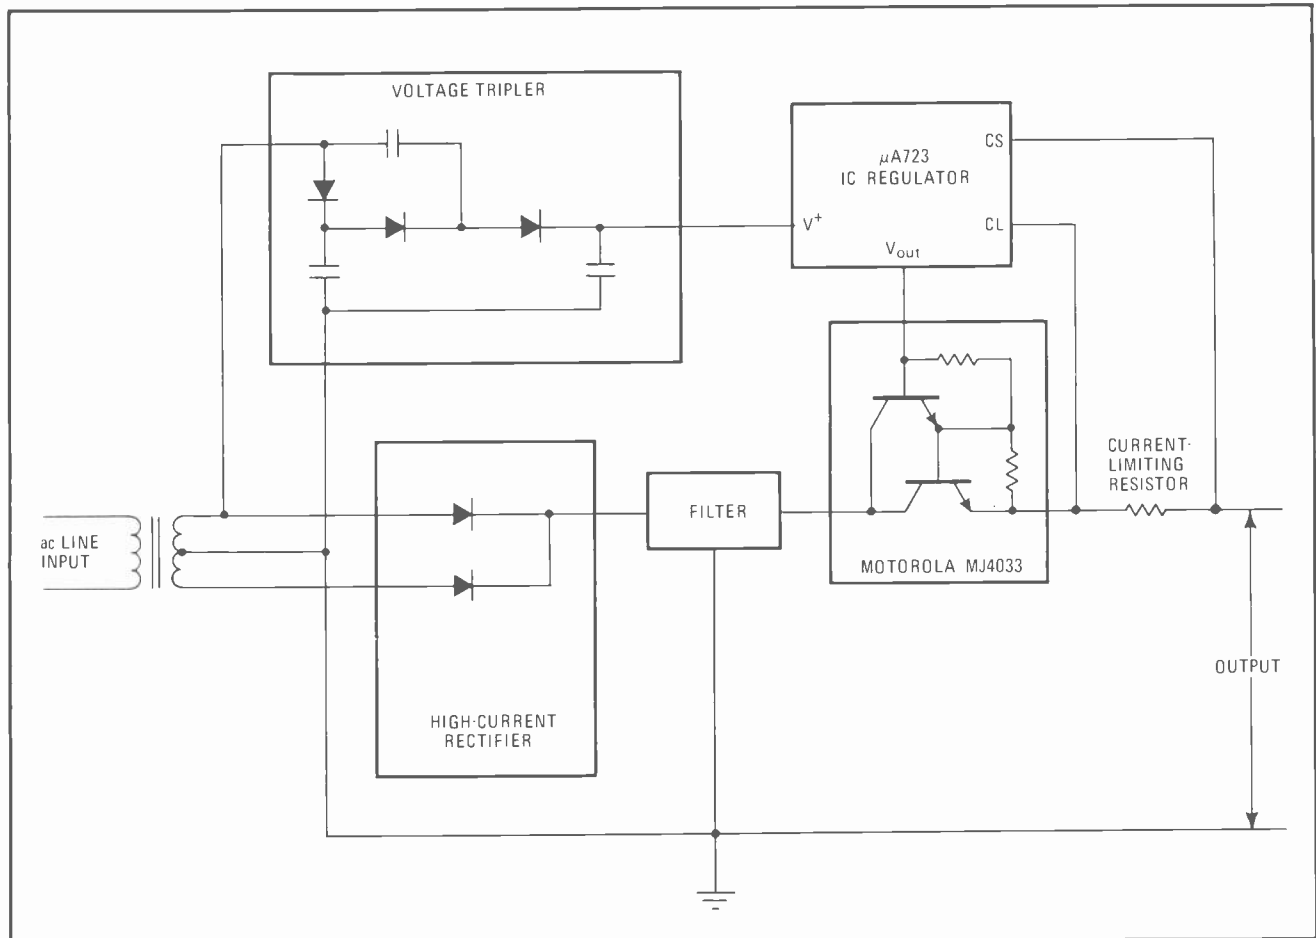 VOLTAGE TRIPLER
μA723
IC REGULATOR
CS
CL
V+
Vout
CURRENT-
LIMITING
RESISTOR
ac LINE
INPUT
FILTER
MOTOROLA MJ4033
HIGH-CURRENT
RECTIFIER
OUTPUT